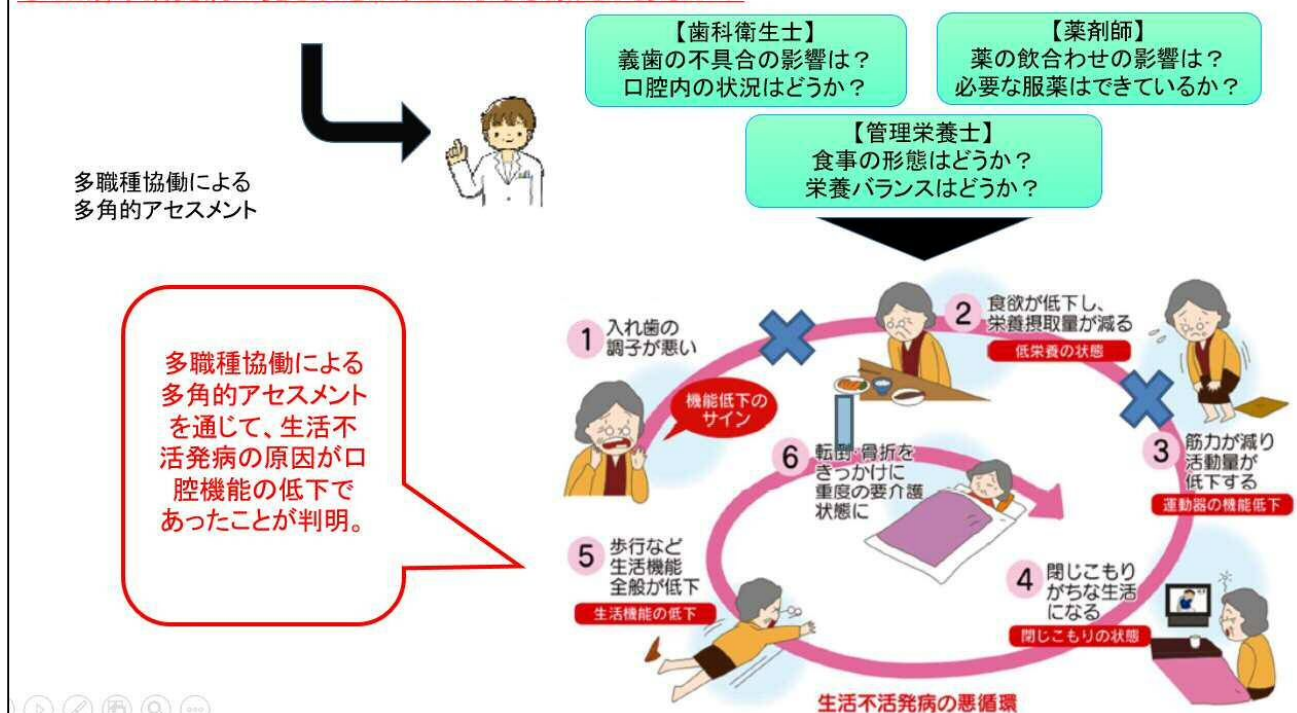 【歯科衛生士】
義歯の不具合の影響は？
口腔内の状況はどうか？
【薬剤師】
薬の飲合わせの影響は？
必要な服薬はできているか？
【管理栄養士】
食事の形態はどうか？
栄養バランスはどうか？
多職種協働による
多角的アセスメント
多職種協働による
多角的アセスメント
を通じて、生活不
活発病の原因が口
腔機能の低下で
あったことが判明。
1 入れ歯の
調子が悪い
機能低下の
サイン
2 食欲が低下し、
栄養摂取量が減る
低栄養の状態
3 筋力が減り
活動量が
低下する
運動器の機能低下
4 閉じこもり
がちな生活
になる
閉じこもりの状態
5 歩行など
生活機能
全般が低下
生活機能の低下
6 転倒・骨折を
きっかけに
重度の要介護
状態に
生活不活発病の悪循環